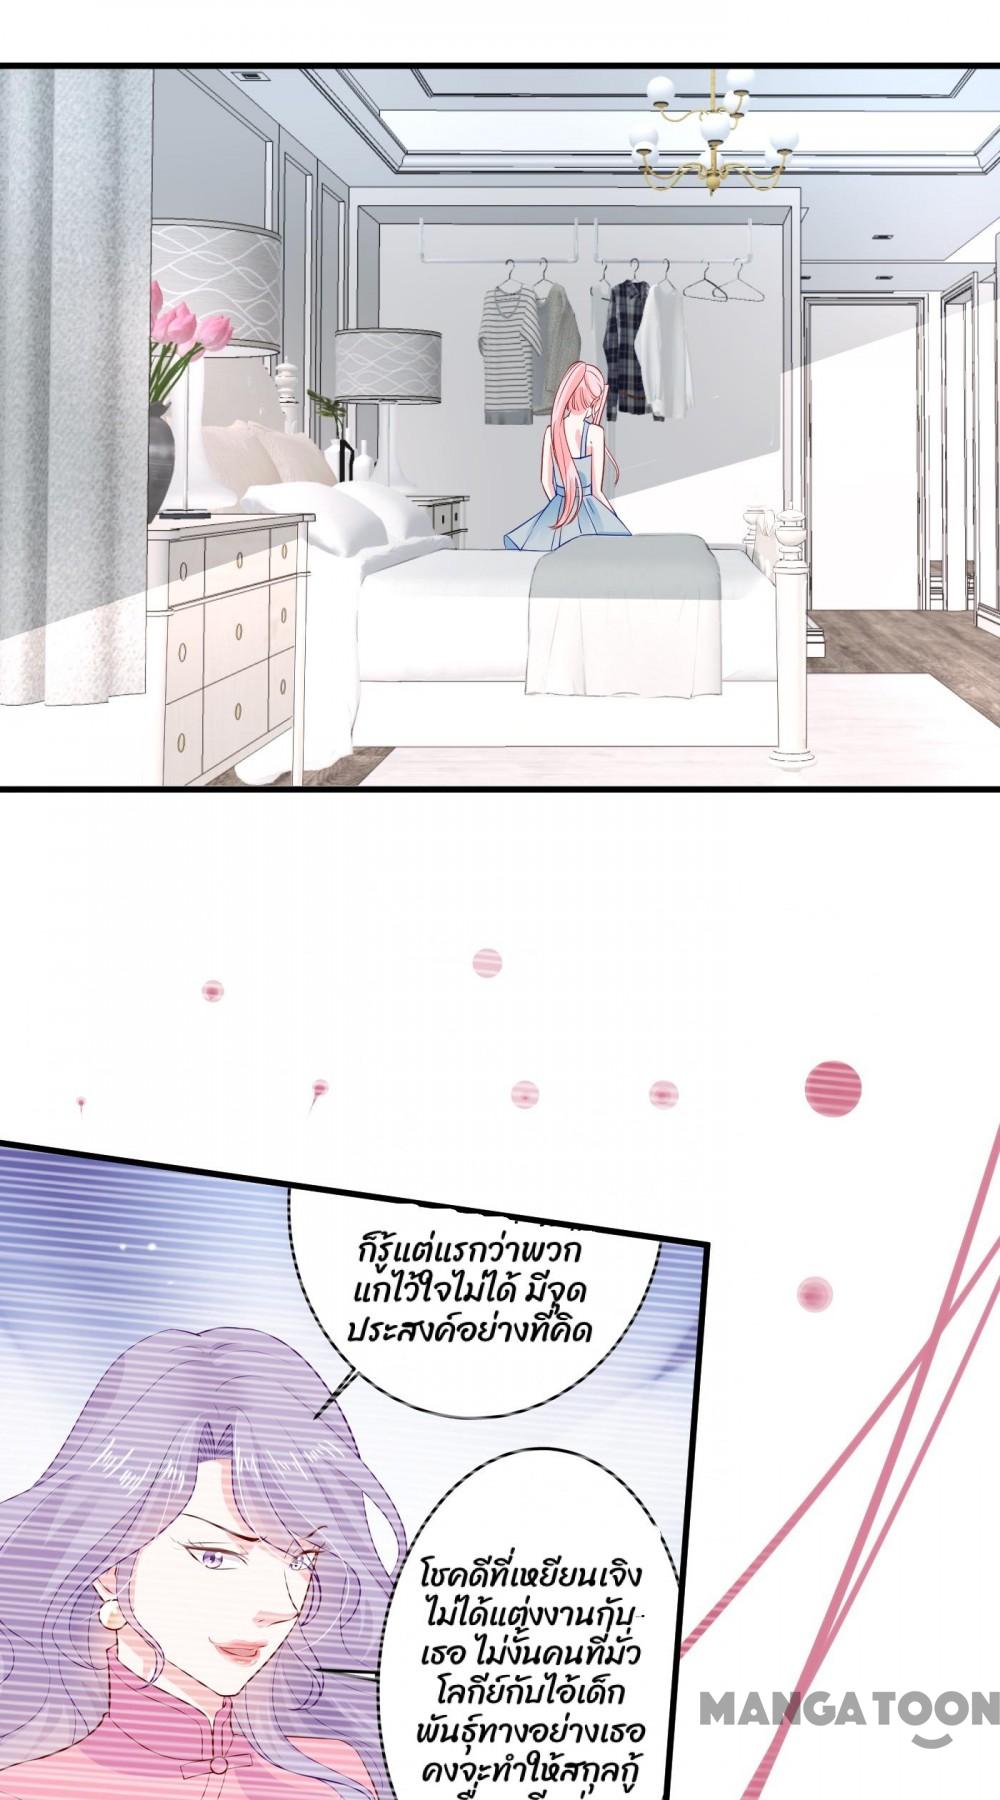 ก็รู้แต่แรกว่าพวก
แกไว้ใจไม่ได้ มีจุด
ประสงค์อย่างที่คิด
โชคดีที่เหยียนเจิง
ไม่ได้แต่งงานกับ
เธอ ไม่งั้นคนที่มั่ว
โลกีย์กับไอ้เด็ก
พันธุ์ทางอย่างเธอ
คงจะทำให้สกุลกู้
MANGATOON